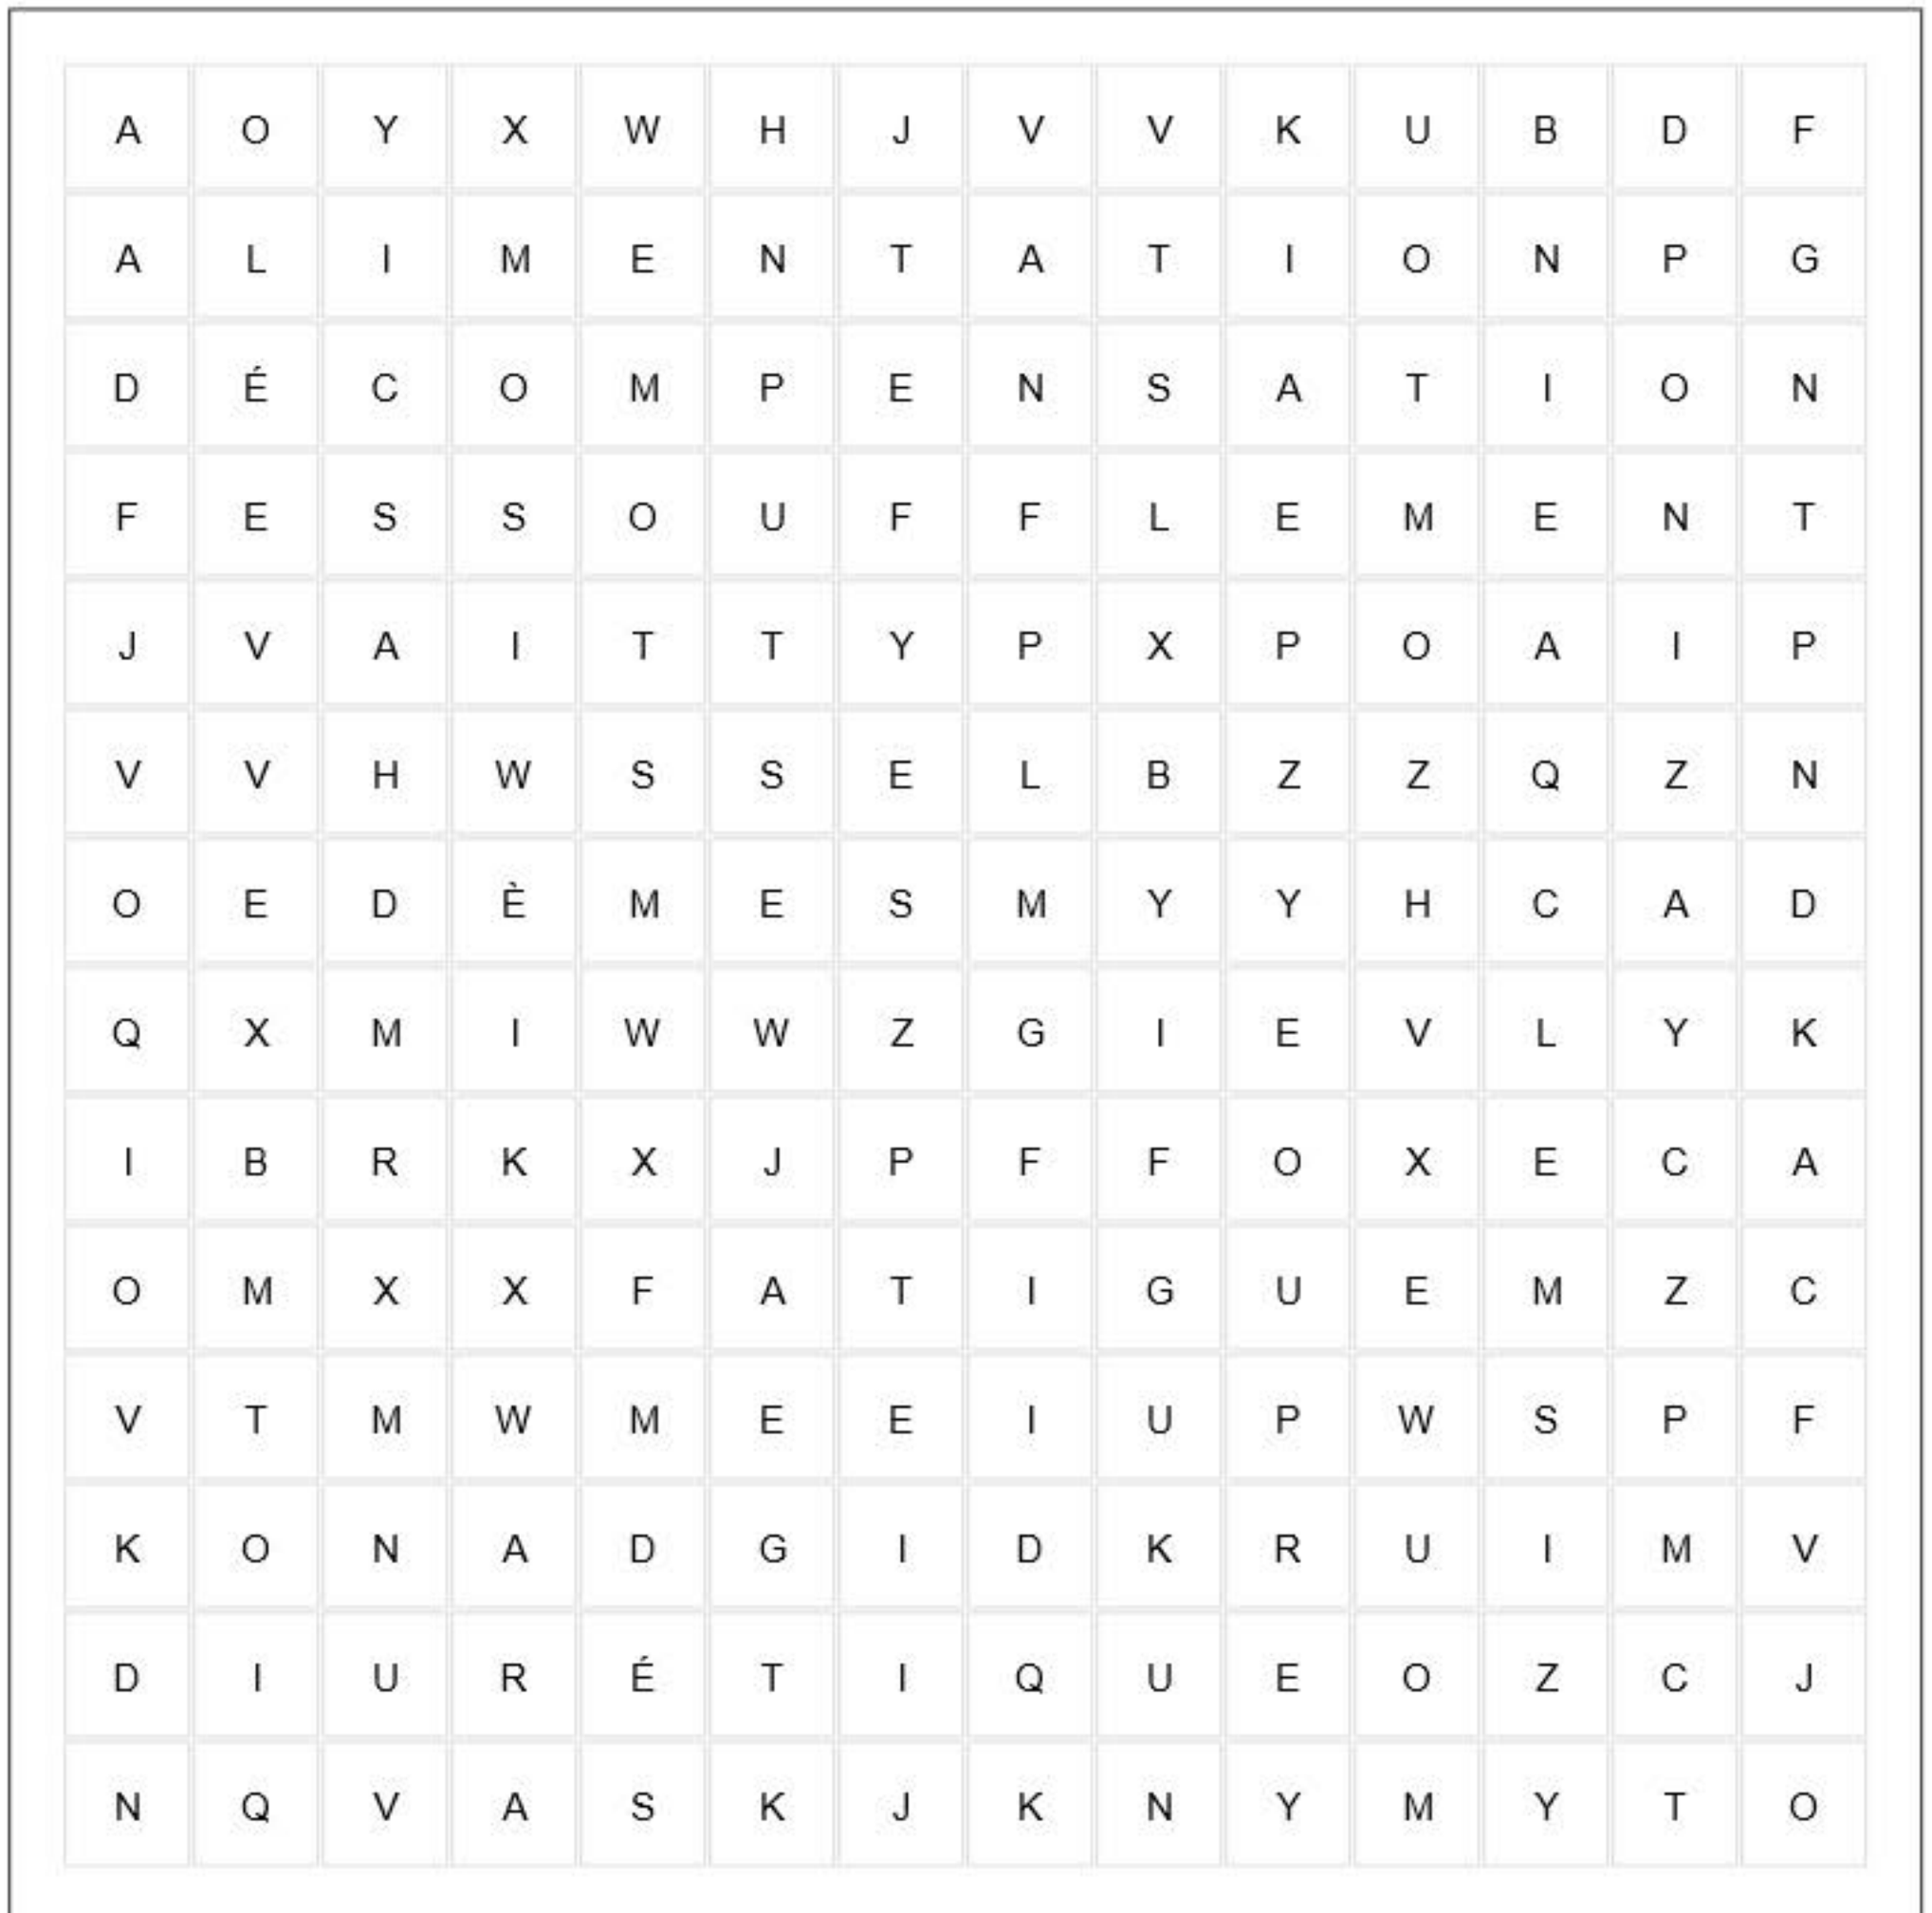 A O Y X W H J V V K U B D F
A L I M E N T A T I O N P G
D É C O M P E N S A T I O N
F E S S O U F F L E M E N T
J V A I T T Y P X P O A I P
V V H W S S E L B Z Z Q Z N
O E D È M E S M Y Y H C A D
Q X M I W W Z G I E V L Y K
I B R K X J P F F O X E C A
O M X X F A T I G U E M Z C
V T M W M E E I U P W S P F
K O N A D G I D K R U I M V
D I U R É T I Q U E O Z C J
N Q V A S K J K N Y M Y T O